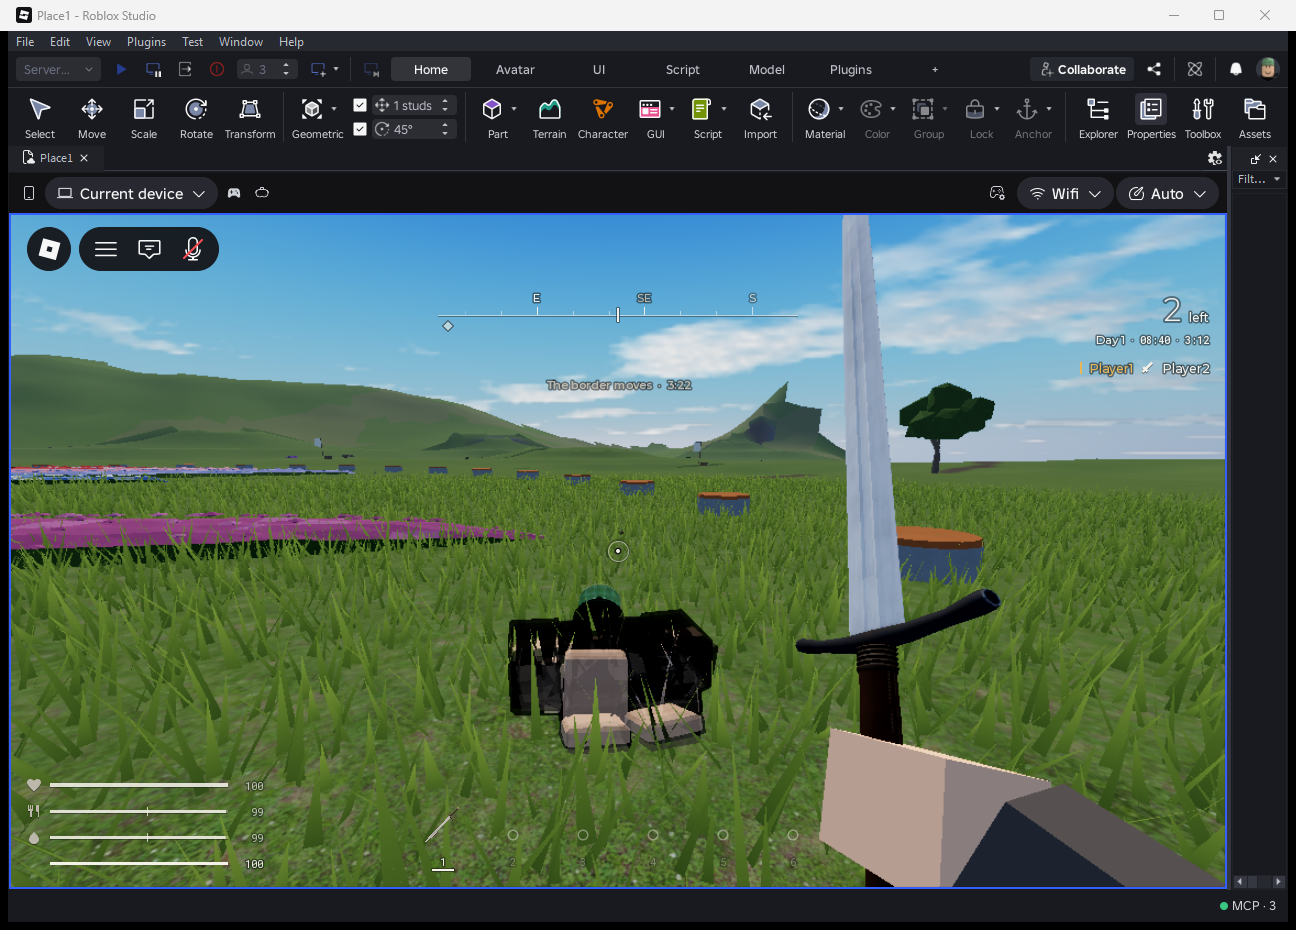 Place1 - Roblox Studio
File Edit View Plugins Test Window Help
Server... 3 Home Avatar UI Script Model Plugins + Collaborate
1 studs
45°
Select Move Scale Rotate Transform Geometric Part Terrain Character GUI Script Import Material Color Group Lock Anchor Explorer Properties Toolbox Assets
Place1
Filt...
Current device Wifi Auto
E SE S
2 left
Day1 · 08:40 · 3:12
Player1 Player2
The border moves · 3:22
100
99
99
100
1 2 3 4 5 6
MCP · 3